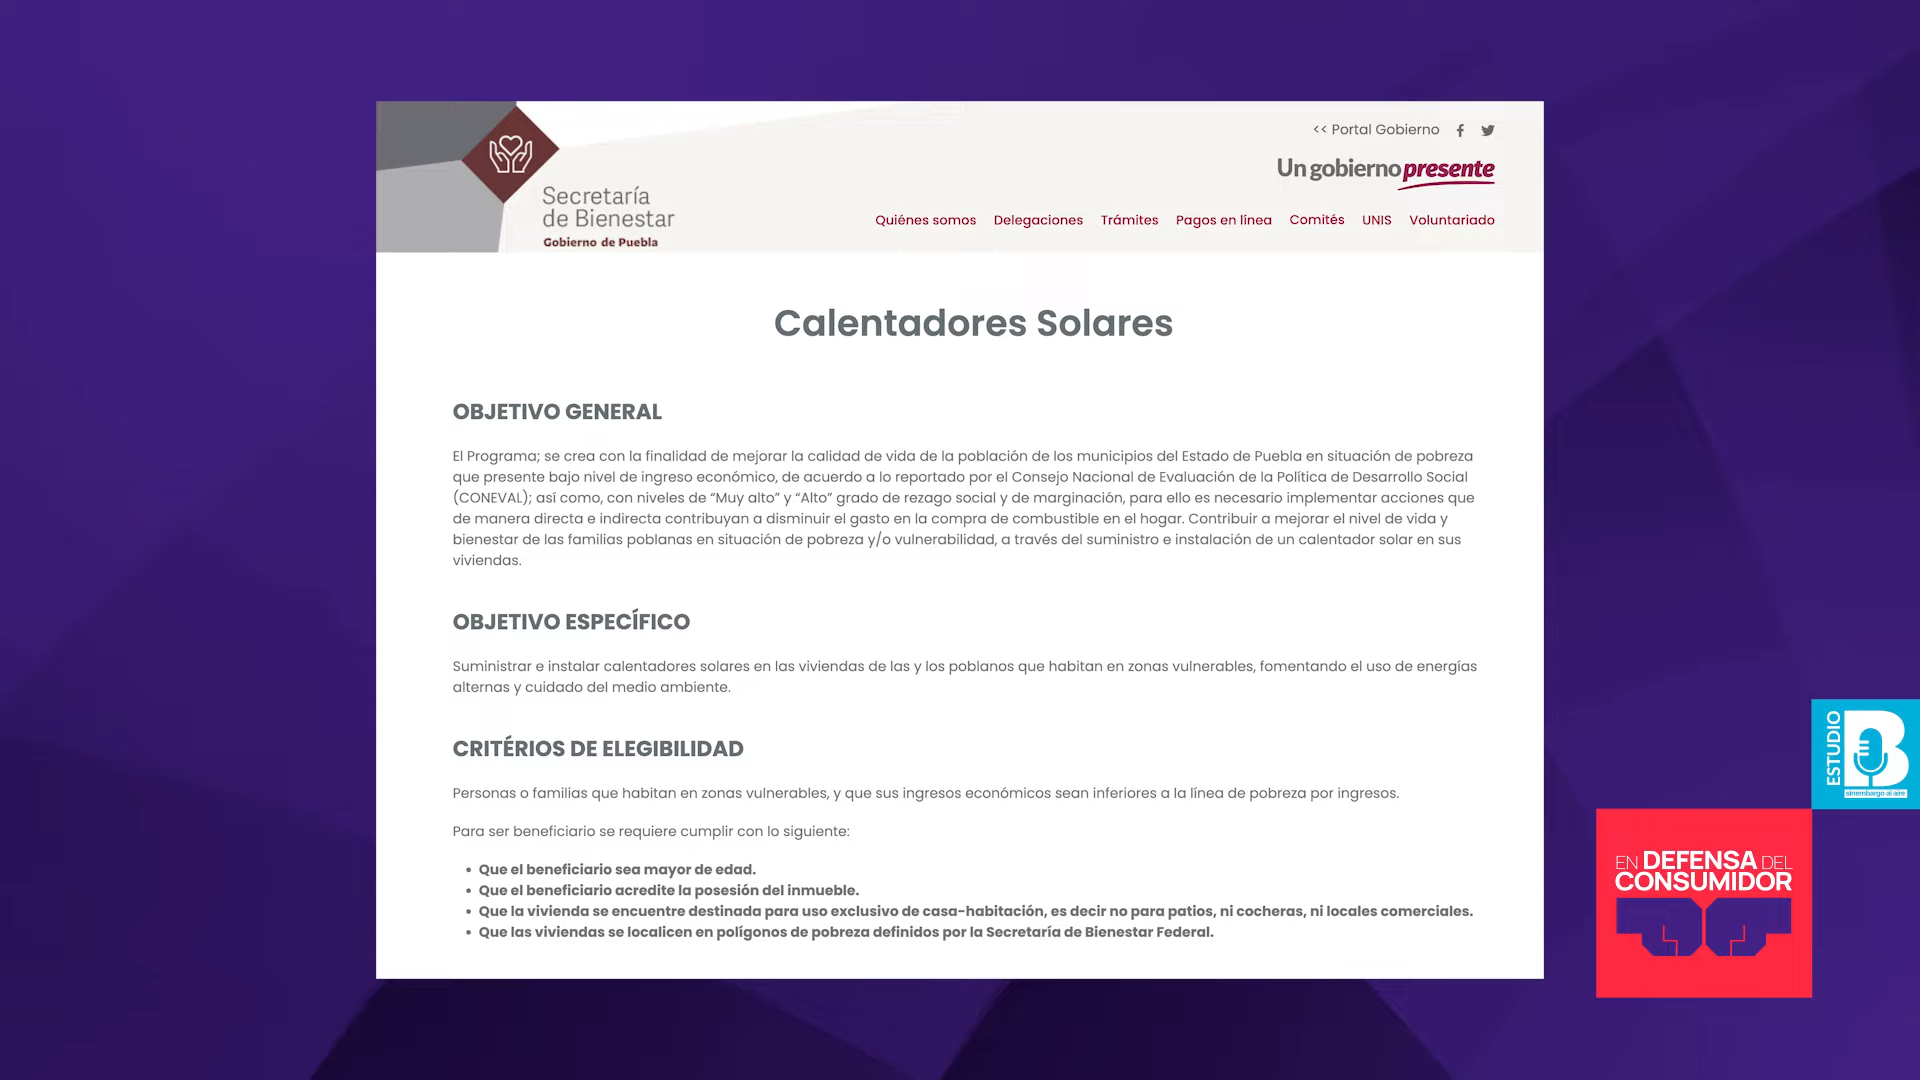 << Portal Gobierno
Un gobierno presente
Secretaría
de Bienestar
Gobierno de Puebla
Quiénes somos Delegaciones Trámites Pagos en línea Comités UNIS Voluntariado
Calentadores Solares
OBJETIVO GENERAL
El Programa; se crea con la finalidad de mejorar la calidad de vida de la población de los municipios del Estado de Puebla en situación de pobreza
que presente bajo nivel de ingreso económico, de acuerdo a lo reportado por el Consejo Nacional de Evaluación de la Política de Desarrollo Social
(CONEVAL); así como, con niveles de “Muy alto” y “Alto” grado de rezago social y de marginación, para ello es necesario implementar acciones que
de manera directa e indirecta contribuyan a disminuir el gasto en la compra de combustible en el hogar. Contribuir a mejorar el nivel de vida y
bienestar de las familias poblanas en situación de pobreza y/o vulnerabilidad, a través del suministro e instalación de un calentador solar en sus
viviendas.
OBJETIVO ESPECÍFICO
Suministrar e instalar calentadores solares en las viviendas de las y los poblanos que habitan en zonas vulnerables, fomentando el uso de energías
alternas y cuidado del medio ambiente.
CRITÉRIOS DE ELEGIBILIDAD
Personas o familias que habitan en zonas vulnerables, y que sus ingresos económicos sean inferiores a la línea de pobreza por ingresos.
Para ser beneficiario se requiere cumplir con lo siguiente:
• Que el beneficiario sea mayor de edad.
• Que el beneficiario acredite la posesión del inmueble.
• Que la vivienda se encuentre destinada para uso exclusivo de casa-habitación, es decir no para patios, ni cocheras, ni locales comerciales.
• Que las viviendas se localicen en polígonos de pobreza definidos por la Secretaría de Bienestar Federal.
ESTUDIO
B
sinembargo al aire
EN DEFENSA DEL
CONSUMIDOR